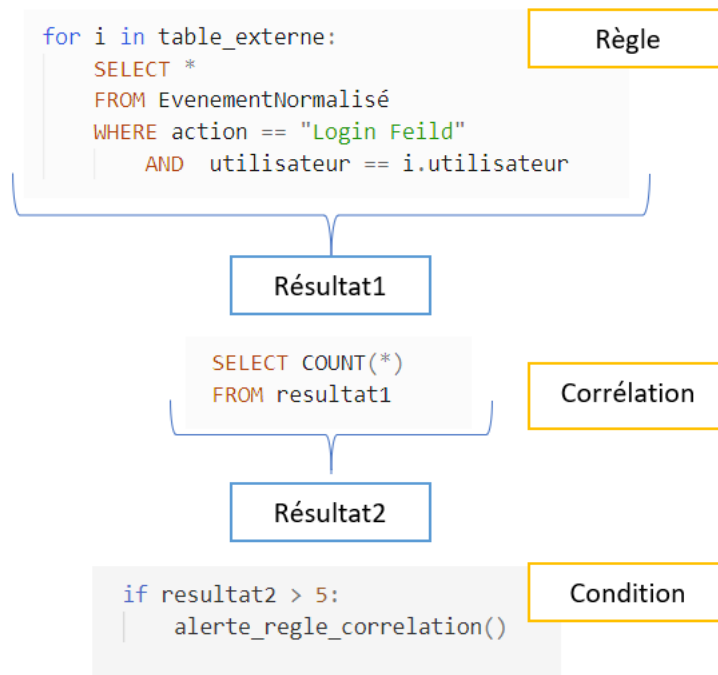 for i in table_externe:
Règle
SELECT *
FROM EvenementNormalisé
WHERE action == "Login Feild"
AND utilisateur == i.utilisateur
Résultat1
SELECT COUNT(*)
FROM resultat1
Corrélation
Résultat2
if resultat2 > 5:
Condition
alerte_regle_correlation()